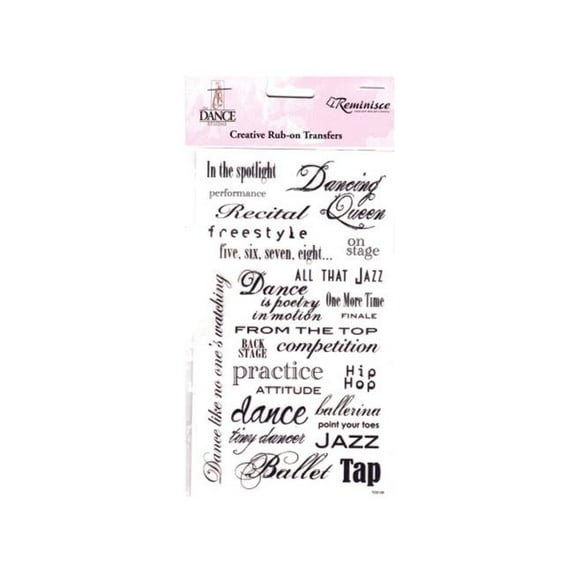 the
DANCE
STUDIO
Reminisce
Creative Rub-on Transfers
In the spotlight
performance
Dancing
Queen
Recital
freestyle
on
stage
five, six, seven, eight...
ALL THAT JAZZ
Dance
is poetry
in motion
One More Time
FINALE
FROM THE TOP
BACK
STAGE
competition
practice
Hip
Hop
ATTITUDE
dance
ballerina
point your toes
tiny dancer
JAZZ
Ballet
Tap
Dance like no one's watching